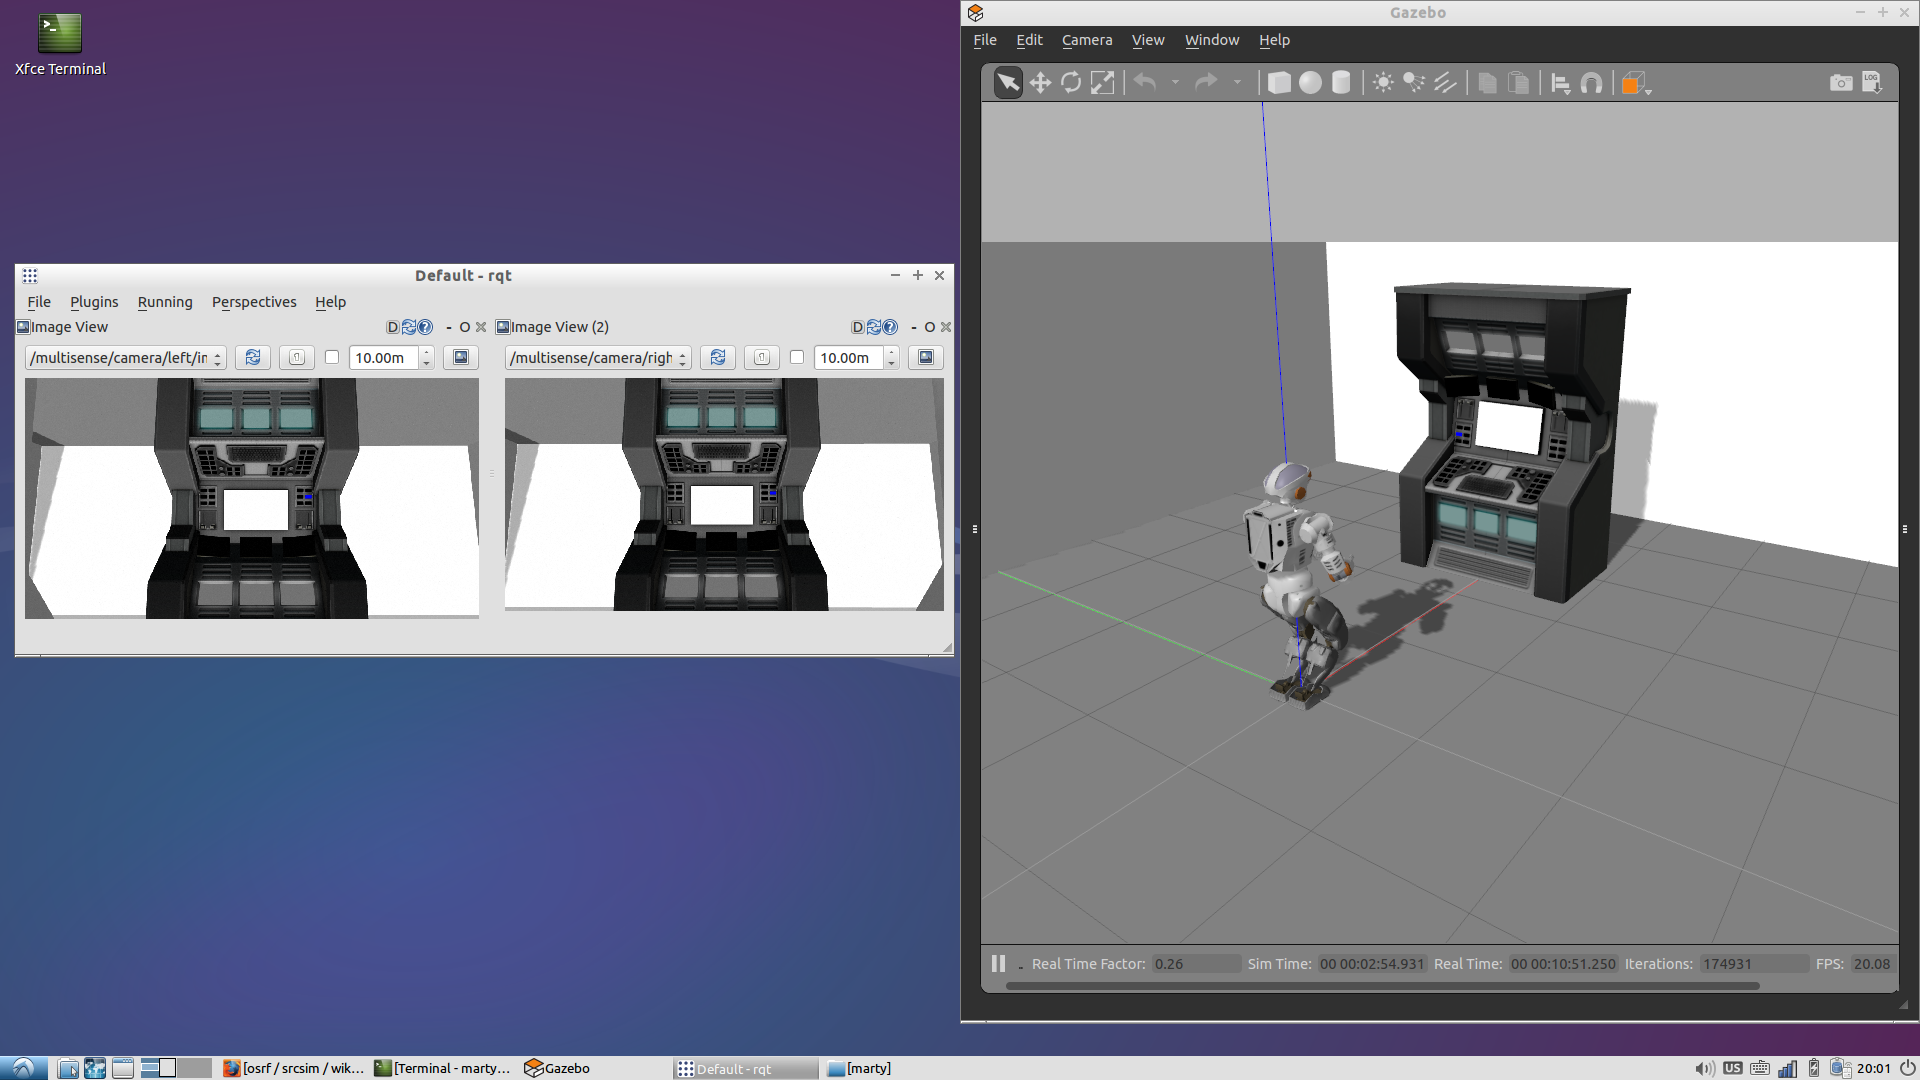 Xfce Terminal
Default - rqt
File Plugins Running Perspectives Help
Image View
D - O
Image View (2)
D - O
/multisense/camera/left/in
10.00m
/multisense/camera/righ
10.00m
Gazebo
File Edit Camera View Window Help
LOG
Real Time Factor: 0.26 Sim Time: 00 00:02:54.931 Real Time: 00 00:10:51.250 Iterations: 174931 FPS: 20.08
[osrf / srcsim / wik... [Terminal - marty... Gazebo Default - rqt [marty] US 20:01